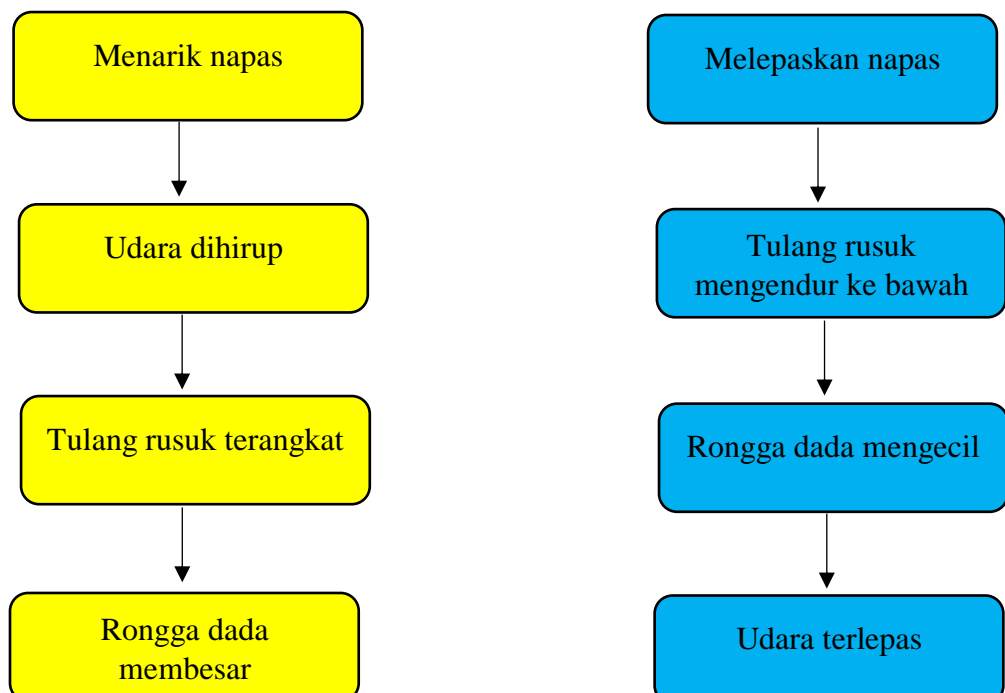 Menarik napas
Udara dihirup
Tulang rusuk terangkat
Rongga dada
membesar
Melepaskan napas
Tulang rusuk
mengendur ke bawah
Rongga dada mengecil
Udara terlepas